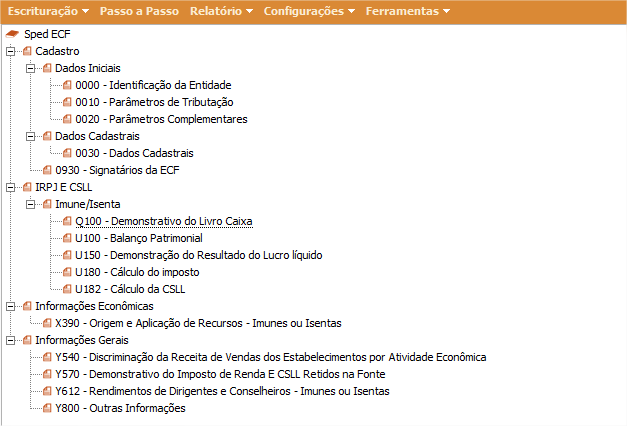 Escrituração Passo a Passo Relatório Configurações Ferramentas
Sped ECF
Cadastro
Dados Iniciais
0000 - Identificação da Entidade
0010 - Parâmetros de Tributação
0020 - Parâmetros Complementares
Dados Cadastrais
0030 - Dados Cadastrais
0930 - Signatários da ECF
IRPJ E CSLL
Imune/Isenta
Q100 - Demonstrativo do Livro Caixa
U100 - Balanço Patrimonial
U150 - Demonstração do Resultado do Lucro líquido
U180 - Cálculo do imposto
U182 - Cálculo da CSLL
Informações Econômicas
X390 - Origem e Aplicação de Recursos - Imunes ou Isentas
Informações Gerais
Y540 - Discriminação da Receita de Vendas dos Estabelecimentos por Atividade Econômica
Y570 - Demonstrativo do Imposto de Renda E CSLL Retidos na Fonte
Y612 - Rendimentos de Dirigentes e Conselheiros - Imunes ou Isentas
Y800 - Outras Informações